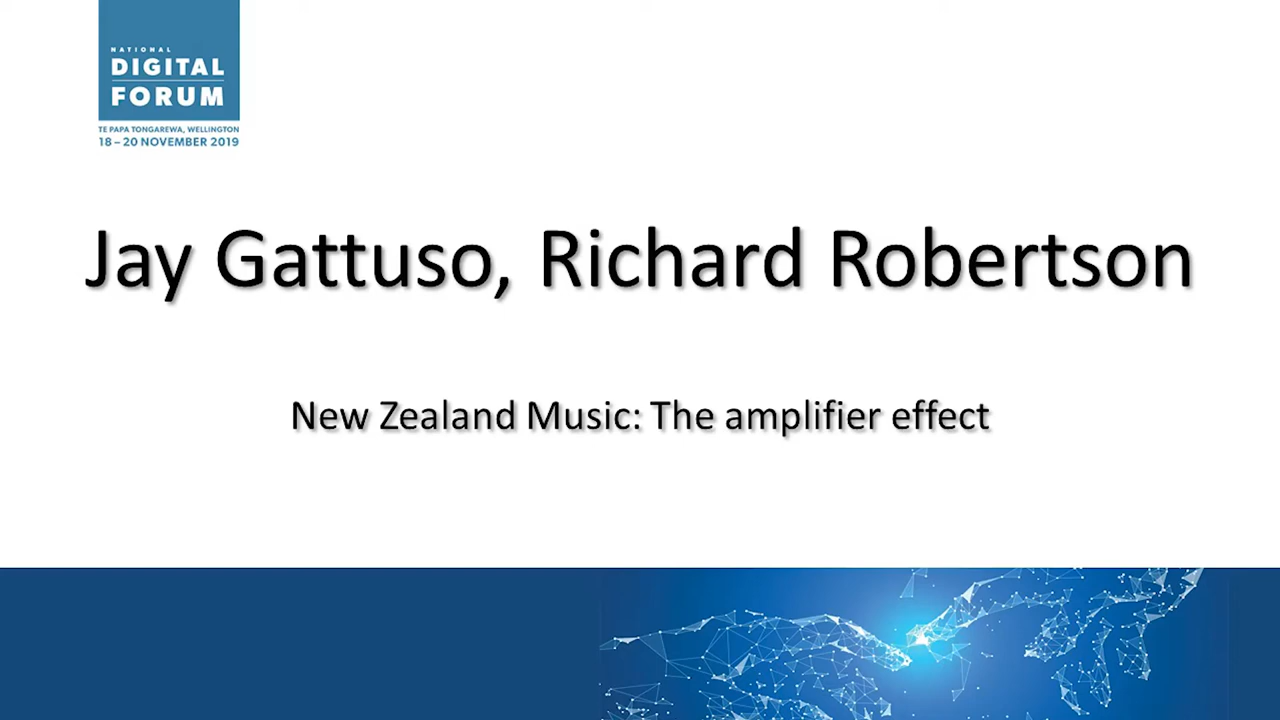 NATIONAL
DIGITAL
FORUM
TE PAPA TONGAREWA, WELLINGTON
18 – 20 NOVEMBER 2019
Jay Gattuso, Richard Robertson
New Zealand Music: The amplifier effect